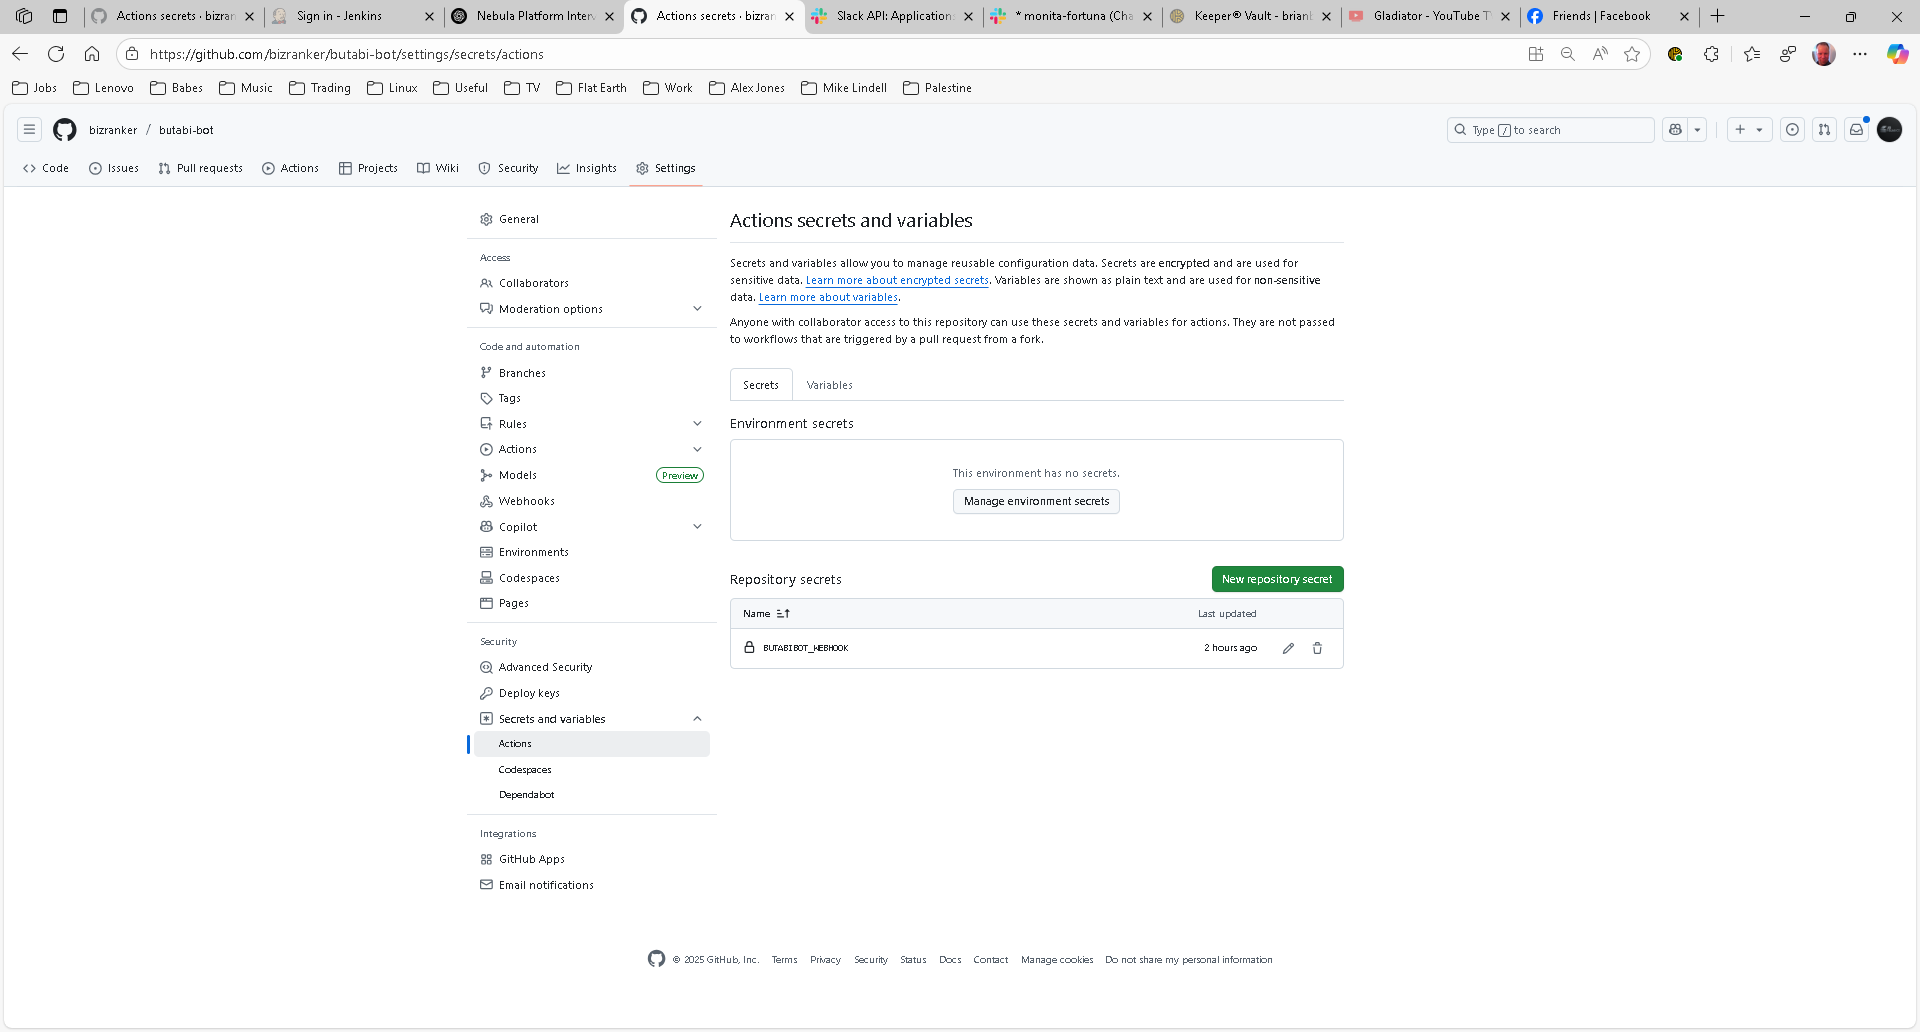 Actions secrets · bizran
Sign in - Jenkins
Nebula Platform Interv
Actions secrets · bizran
Slack API: Applications
* monita-fortuna (Cha
Keeper® Vault - brianb
Gladiator - YouTube T
Friends | Facebook
https://github.com/bizranker/butabi-bot/settings/secrets/actions
Jobs
Lenovo
Babes
Music
Trading
Linux
Useful
TV
Flat Earth
Work
Alex Jones
Mike Lindell
Palestine
bizranker / butabi-bot
Type / to search
Code
Issues
Pull requests
Actions
Projects
Wiki
Security
Insights
Settings
General
Access
Collaborators
Moderation options
Code and automation
Branches
Tags
Rules
Actions
Models
Preview
Webhooks
Copilot
Environments
Codespaces
Pages
Security
Advanced Security
Deploy keys
Secrets and variables
Actions
Codespaces
Dependabot
Integrations
GitHub Apps
Email notifications
Actions secrets and variables
Secrets and variables allow you to manage reusable configuration data. Secrets are encrypted and are used for
sensitive data. Learn more about encrypted secrets. Variables are shown as plain text and are used for non-sensitive
data. Learn more about variables.
Anyone with collaborator access to this repository can use these secrets and variables for actions. They are not passed
to workflows that are triggered by a pull request from a fork.
Secrets
Variables
Environment secrets
This environment has no secrets.
Manage environment secrets
Repository secrets
New repository secret
Name
Last updated
BUTABIBOT_WEBHOOK
2 hours ago
© 2025 GitHub, Inc.
Terms
Privacy
Security
Status
Docs
Contact
Manage cookies
Do not share my personal information